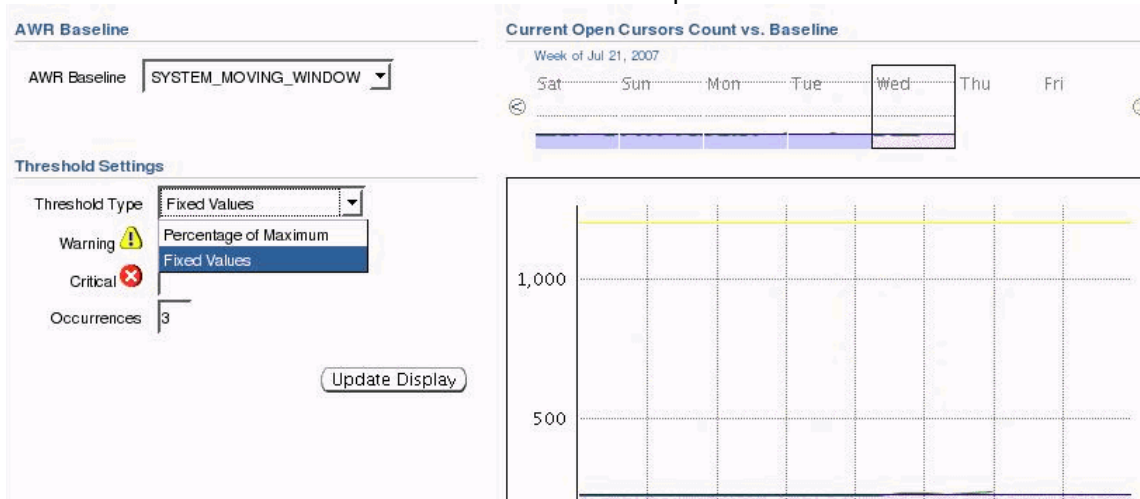 AWR Baseline
AWR Baseline SYSTEM_MOVING_WINDOW
Threshold Settings
Threshold Type Fixed Values
Percentage of Maximum
Fixed Values
Warning
Critical
Occurrences 3
Update Display
Current Open Cursors Count vs. Baseline
Week of Jul 21, 2007
Sat Sun Mon Tue Wed Thu Fri
1,000
500